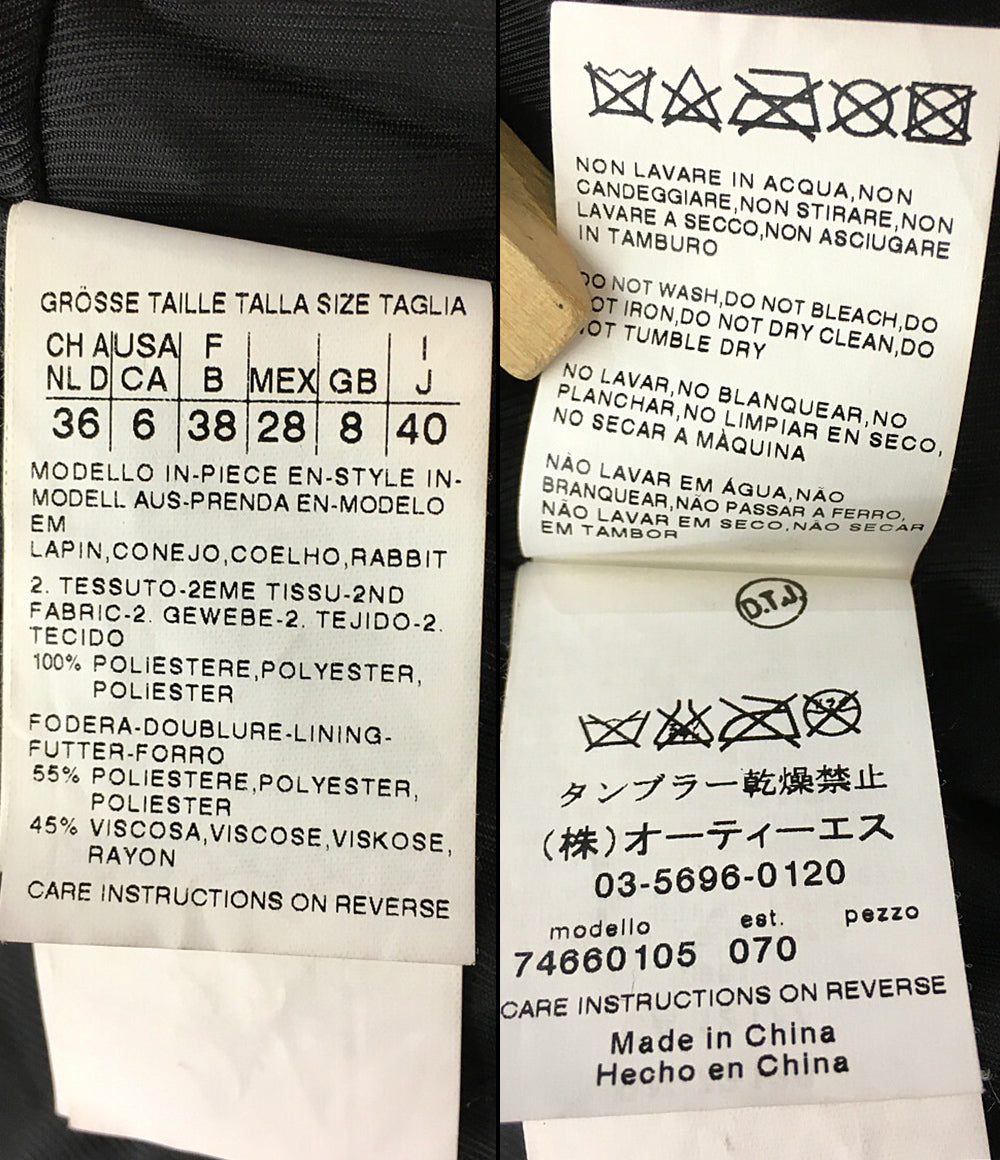 GRÖSSE TAILLE TALLA SIZE TAGLIA
CH A USA F I
NL D CA B MEX GB J
36 6 38 28 8 40
MODELLO IN-PIECE EN-STYLE IN-
MODELL AUS-PRENDA EN-MODELO
EM
LAPIN,CONEJO,COELHO,RABBIT
2. TESSUTO-2EME TISSU-2ND
FABRIC-2. GEWEBE-2. TEJIDO-2.
TECIDO
100% POLIESTERE,POLYESTER,
POLIESTER
FODERA-DOUBLURE-LINING-
FUTTER-FORRO
55% POLIESTERE,POLYESTER,
POLIESTER
45% VISCOSA,VISCOSE,VISKOSE,
RAYON
CARE INSTRUCTIONS ON REVERSE
NON LAVARE IN ACQUA,NON
CANDEGGIARE,NON STIRARE,NON
LAVARE A SECCO,NON ASCIUGARE
IN TAMBURO
DO NOT WASH,DO NOT BLEACH,DO
NOT IRON,DO NOT DRY CLEAN,DO
NOT TUMBLE DRY
NO LAVAR,NO BLANQUEAR,NO
PLANCHAR,NO LIMPIAR EN SECO,
NO SECAR A MÀQUINA
NÃO LAVAR EM ÁGUA,NÃO
BRANQUEAR,NÃO PASSAR A FERRO,
NÃO LAVAR EM SECO,NÃO SECAR
EM TAMBOR
D.T.J.
タンブラー乾燥禁止
(株)オーティーエス
03-5696-0120
modello est. pezzo
74660105 070
CARE INSTRUCTIONS ON REVERSE
Made in China
Hecho en China